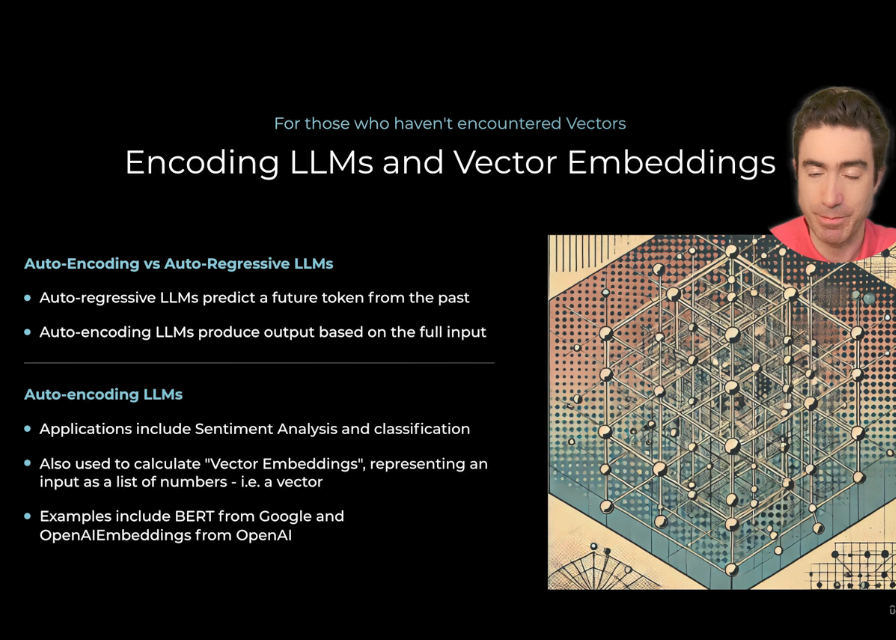 For those who haven't encountered Vectors
Encoding LLMs and Vector Embeddings
Auto-Encoding vs Auto-Regressive LLMs
Auto-regressive LLMs predict a future token from the past
Auto-encoding LLMs produce output based on the full input
Auto-encoding LLMs
Applications include Sentiment Analysis and classification
Also used to calculate "Vector Embeddings", representing an
input as a list of numbers - i.e. a vector
Examples include BERT from Google and
OpenAIEmbeddings from OpenAI